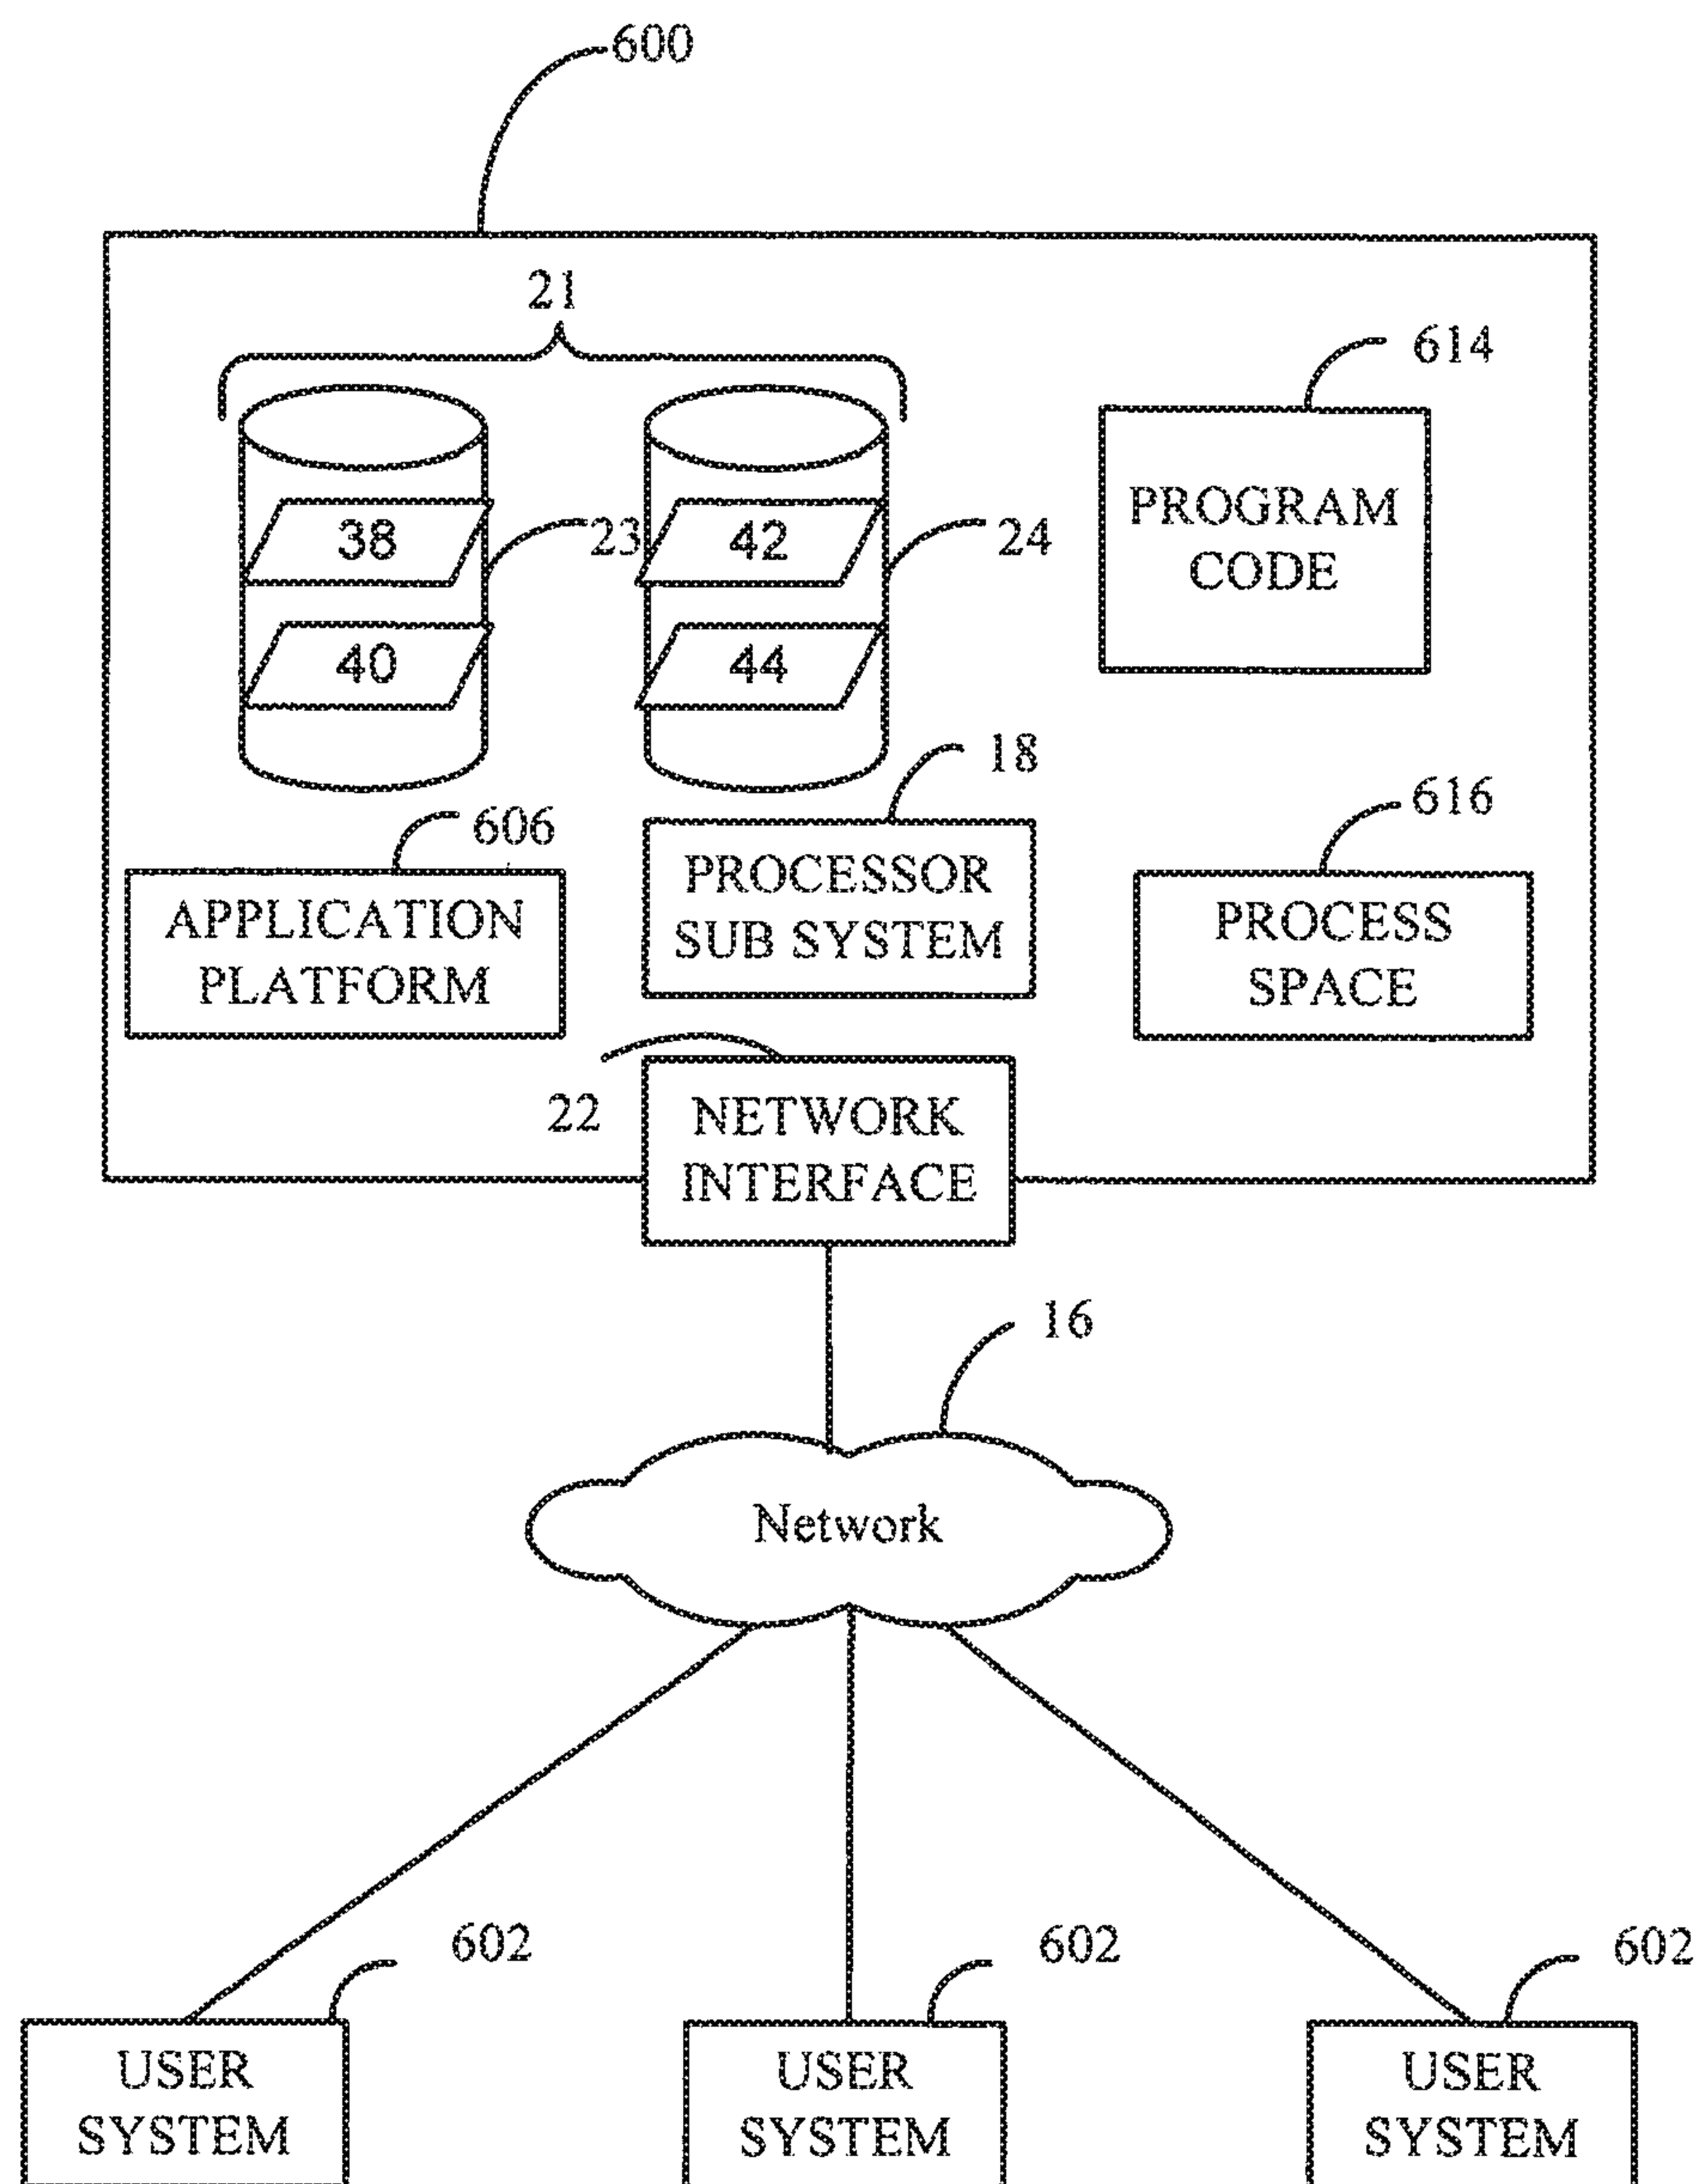 600
21
614
38
23
42
24
PROGRAM
CODE
40
44
18
616
606
PROCESSOR
SUB SYSTEM
APPLICATION
PLATFORM
PROCESS
SPACE
22
NETWORK
INTERFACE
16
Network
602
602
602
USER
SYSTEM
USER
SYSTEM
USER
SYSTEM